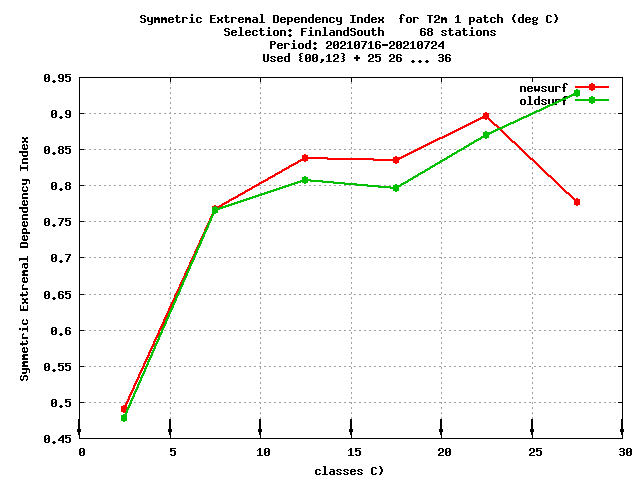 Symmetric Extremal Dependency Index  for T2m 1 patch (deg C)
Selection: FinlandSouth     68 stations
Period: 20210716-20210724
Used {00,12} + 25 26 ... 36
newsurf
oldsurf
Symmetric Extremal Dependency Index
0.95
0.9
0.85
0.8
0.75
0.7
0.65
0.6
0.55
0.5
0.45
0 5 10 15 20 25 30
classes C)